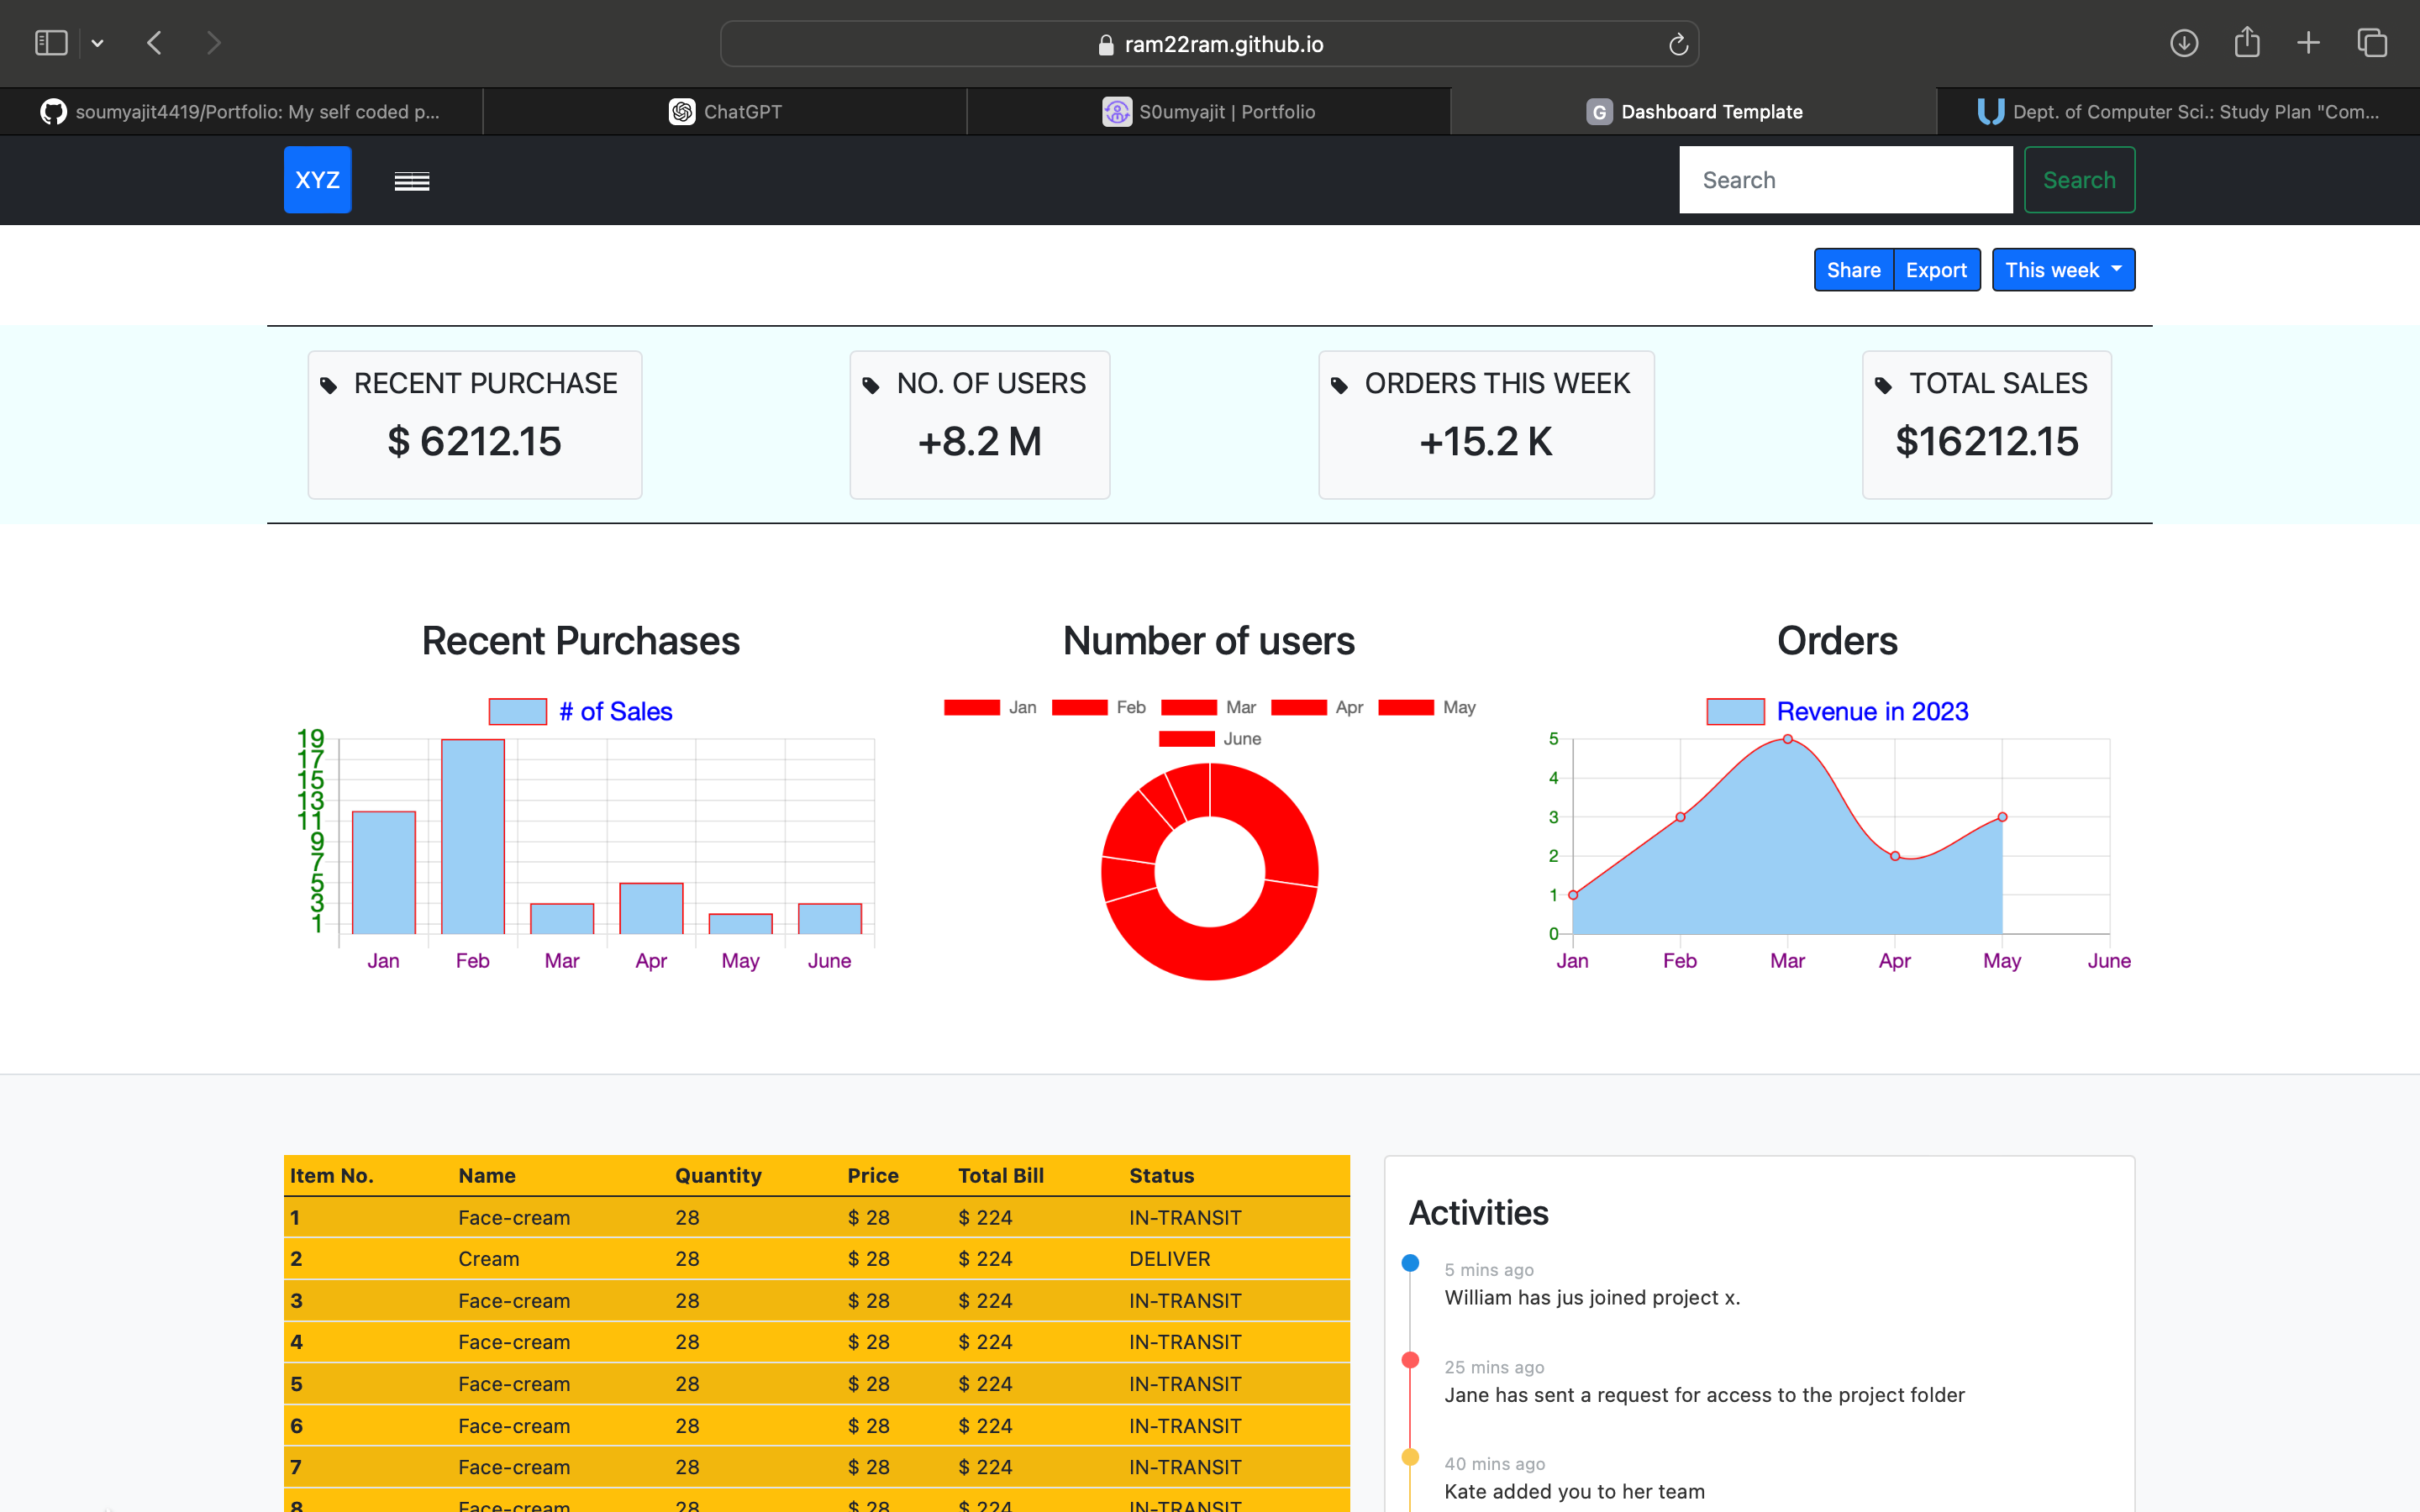 ram22ram.github.io
soumyajit4419/Portfolio: My self coded p...
ChatGPT
S0umyajit | Portfolio
G Dashboard Template
Dept. of Computer Sci.: Study Plan "Com...
XYZ
Search
Search
Share Export This week
RECENT PURCHASE
$ 6212.15
NO. OF USERS
+8.2 M
ORDERS THIS WEEK
+15.2 K
TOTAL SALES
$16212.15
Recent Purchases
# of Sales
19
17
15
13
11
9
7
5
3
1
Jan Feb Mar Apr May June
Number of users
Jan Feb Mar Apr May
June
Orders
Revenue in 2023
5
4
3
2
1
0
Jan Feb Mar Apr May June
Item No. Name Quantity Price Total Bill Status
1 Face-cream 28 $ 28 $ 224 IN-TRANSIT
2 Cream 28 $ 28 $ 224 DELIVER
3 Face-cream 28 $ 28 $ 224 IN-TRANSIT
4 Face-cream 28 $ 28 $ 224 IN-TRANSIT
5 Face-cream 28 $ 28 $ 224 IN-TRANSIT
6 Face-cream 28 $ 28 $ 224 IN-TRANSIT
7 Face-cream 28 $ 28 $ 224 IN-TRANSIT
8 Face-cream 28 $ 28 $ 224 IN-TRANSIT
Activities
5 mins ago
William has jus joined project x.
25 mins ago
Jane has sent a request for access to the project folder
40 mins ago
Kate added you to her team